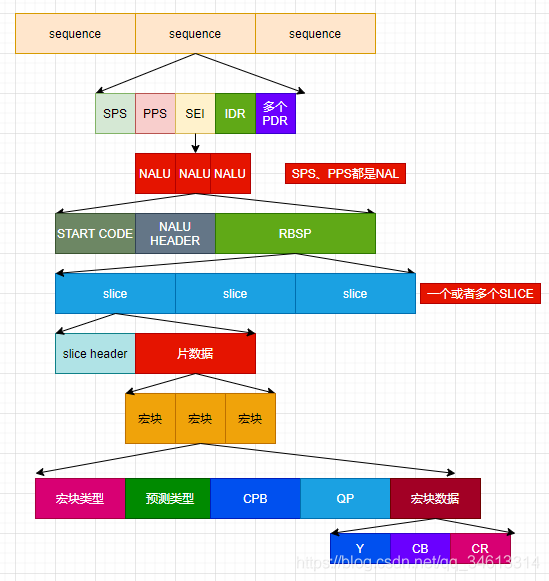 sequence sequence sequence
SPS PPS SEI IDR 多个
PDR
NALU NALU NALU
SPS、PPS都是NAL
START CODE NALU
HEADER RBSP
slice slice slice
一个或者多个SLICE
slice header 片数据
宏块 宏块 宏块
宏块类型 预测类型 CPB QP 宏块数据
Y CB CR
https://blog.csdn.net/qq_34613314